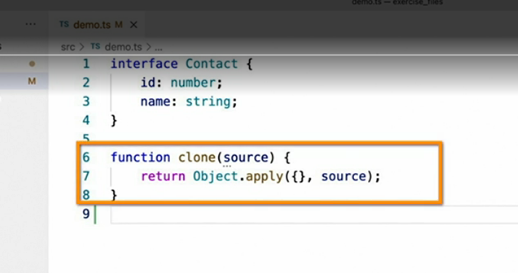 demo.ts — exercise_files
... TS demo.ts M ×
src > TS demo.ts > ...
M
1 interface Contact {
2 id: number;
3 name: string;
4 }
5
6 function clone(source) {
7 return Object.apply({}, source);
8 }
9